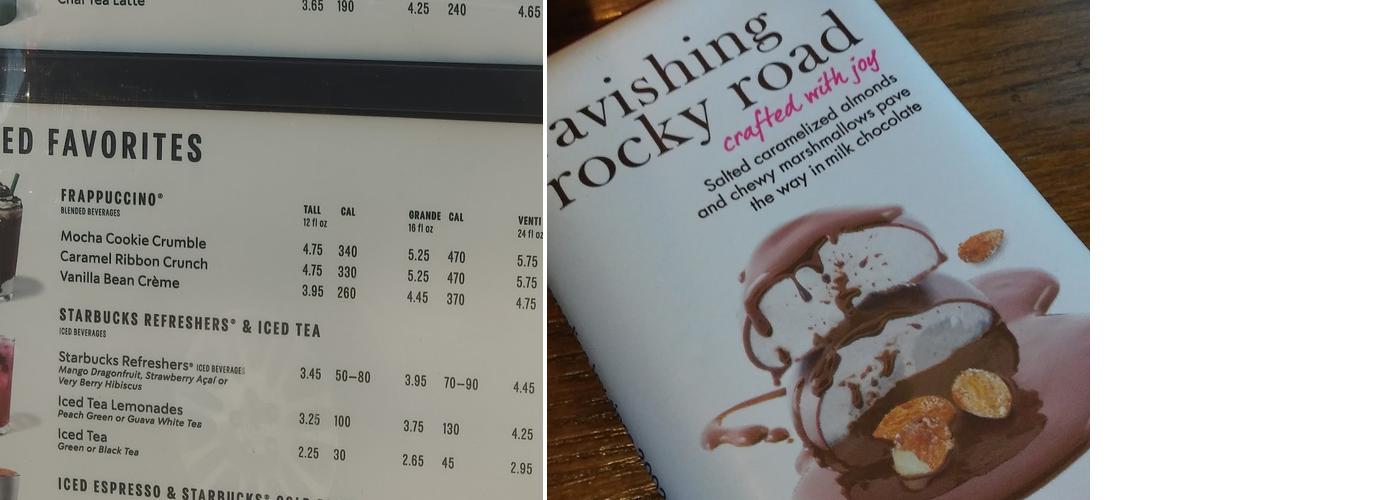 3.65 190 4.25 240 4.65
ED FAVORITES
FRAPPUCCINO®
BLENDED BEVERAGES
TALL CAL GRANDE CAL VENTI
12 fl oz 16 fl oz 24 fl oz
Mocha Cookie Crumble 4.75 340 5.25 470 5.75
Caramel Ribbon Crunch 4.75 330 5.25 470 5.75
Vanilla Bean Crème 3.95 260 4.45 370 4.75
STARBUCKS REFRESHERS® & ICED TEA
ICED BEVERAGES
Starbucks Refreshers® ICED BEVERAGES 3.45 50–80 3.95 70–90 4.45
Mango Dragonfruit, Strawberry Açaí or
Very Berry Hibiscus
Iced Tea Lemonades 3.25 100 3.75 130 4.25
Peach Green or Guava White Tea
Iced Tea 2.25 30 2.65 45 2.95
Green or Black Tea
ICED ESPRESSO & STARBUCKS®
avishing
rocky road
crafted with joy
Salted caramelized almonds
and chewy marshmallows pave
the way in milk chocolate